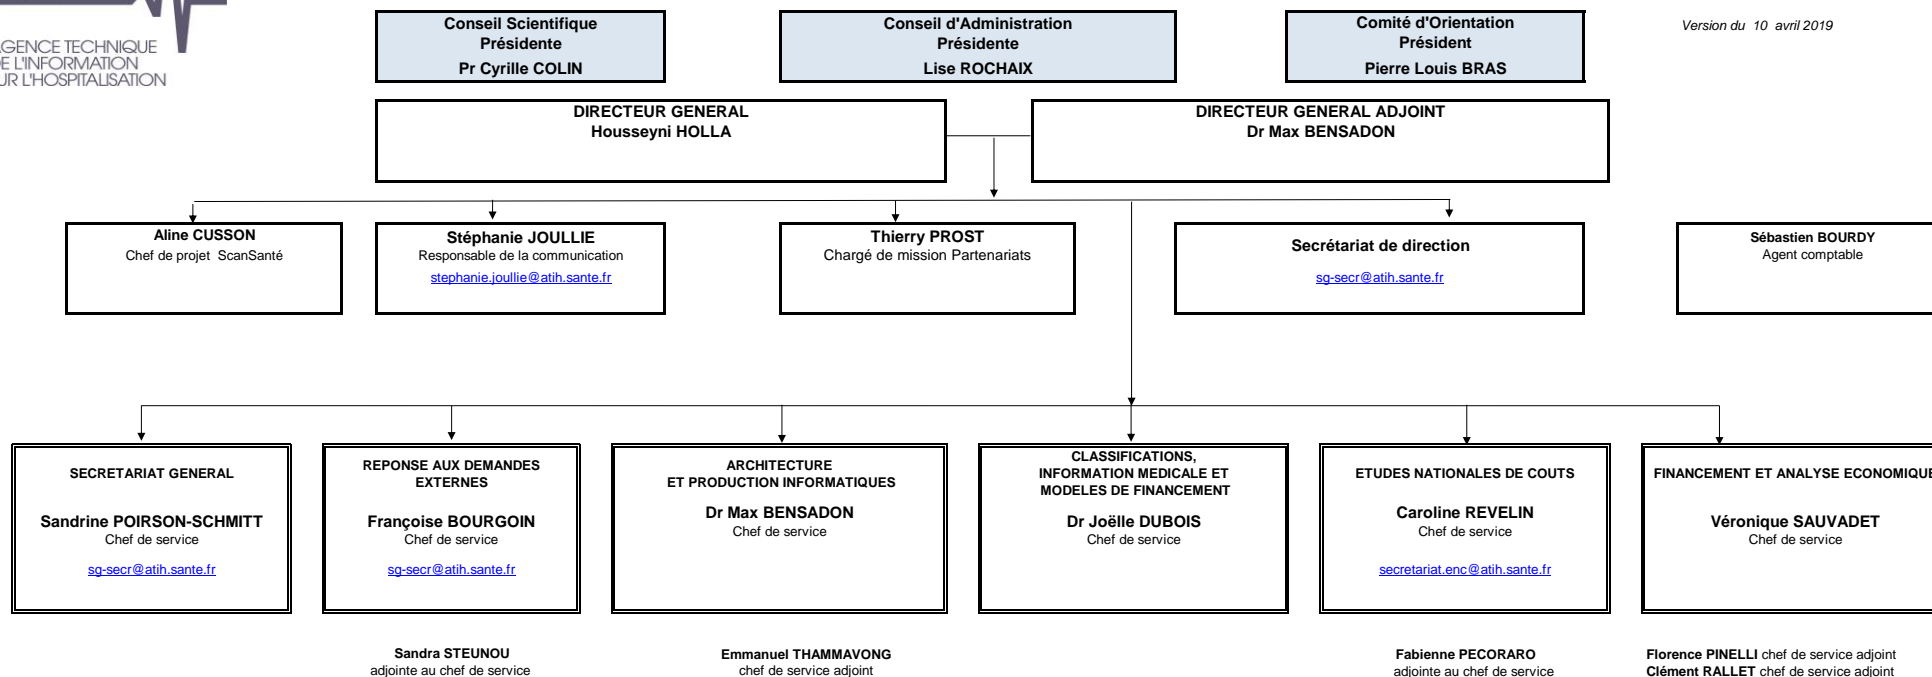 AGENCE TECHNIQUE
DE L'INFORMATION
SUR L'HOSPITALISATION
Conseil Scientifique
Présidente
Pr Cyrille COLIN
Conseil d'Administration
Présidente
Lise ROCHAIX
Comité d'Orientation
Président
Pierre Louis BRAS
Version du 10 avril 2019
DIRECTEUR GENERAL
Housseyni HOLLA
DIRECTEUR GENERAL ADJOINT
Dr Max BENSADON
Aline CUSSON
Chef de projet ScanSanté
Stéphanie JOULLIE
Responsable de la communication
stephanie.joullie@atih.sante.fr
Thierry PROST
Chargé de mission Partenariats
Secrétariat de direction
sg-secr@atih.sante.fr
Sébastien BOURDY
Agent comptable
SECRETARIAT GENERAL
Sandrine POIRSON-SCHMITT
Chef de service
sg-secr@atih.sante.fr
REPONSE AUX DEMANDES
EXTERNES
Françoise BOURGOIN
Chef de service
sg-secr@atih.sante.fr
ARCHITECTURE
ET PRODUCTION INFORMATIQUES
Dr Max BENSADON
Chef de service
CLASSIFICATIONS,
INFORMATION MEDICALE ET
MODELES DE FINANCEMENT
Dr Joëlle DUBOIS
Chef de service
ETUDES NATIONALES DE COUTS
Caroline REVELIN
Chef de service
secretariat.enc@atih.sante.fr
FINANCEMENT ET ANALYSE ECONOMIQUE
Véronique SAUVADET
Chef de service
Sandra STEUNOU
adjointe au chef de service
Emmanuel THAMMAVONG
chef de service adjoint
Fabienne PECORARO
adjointe au chef de service
Florence PINELLI chef de service adjoint
Clément RALLET chef de service adjoint